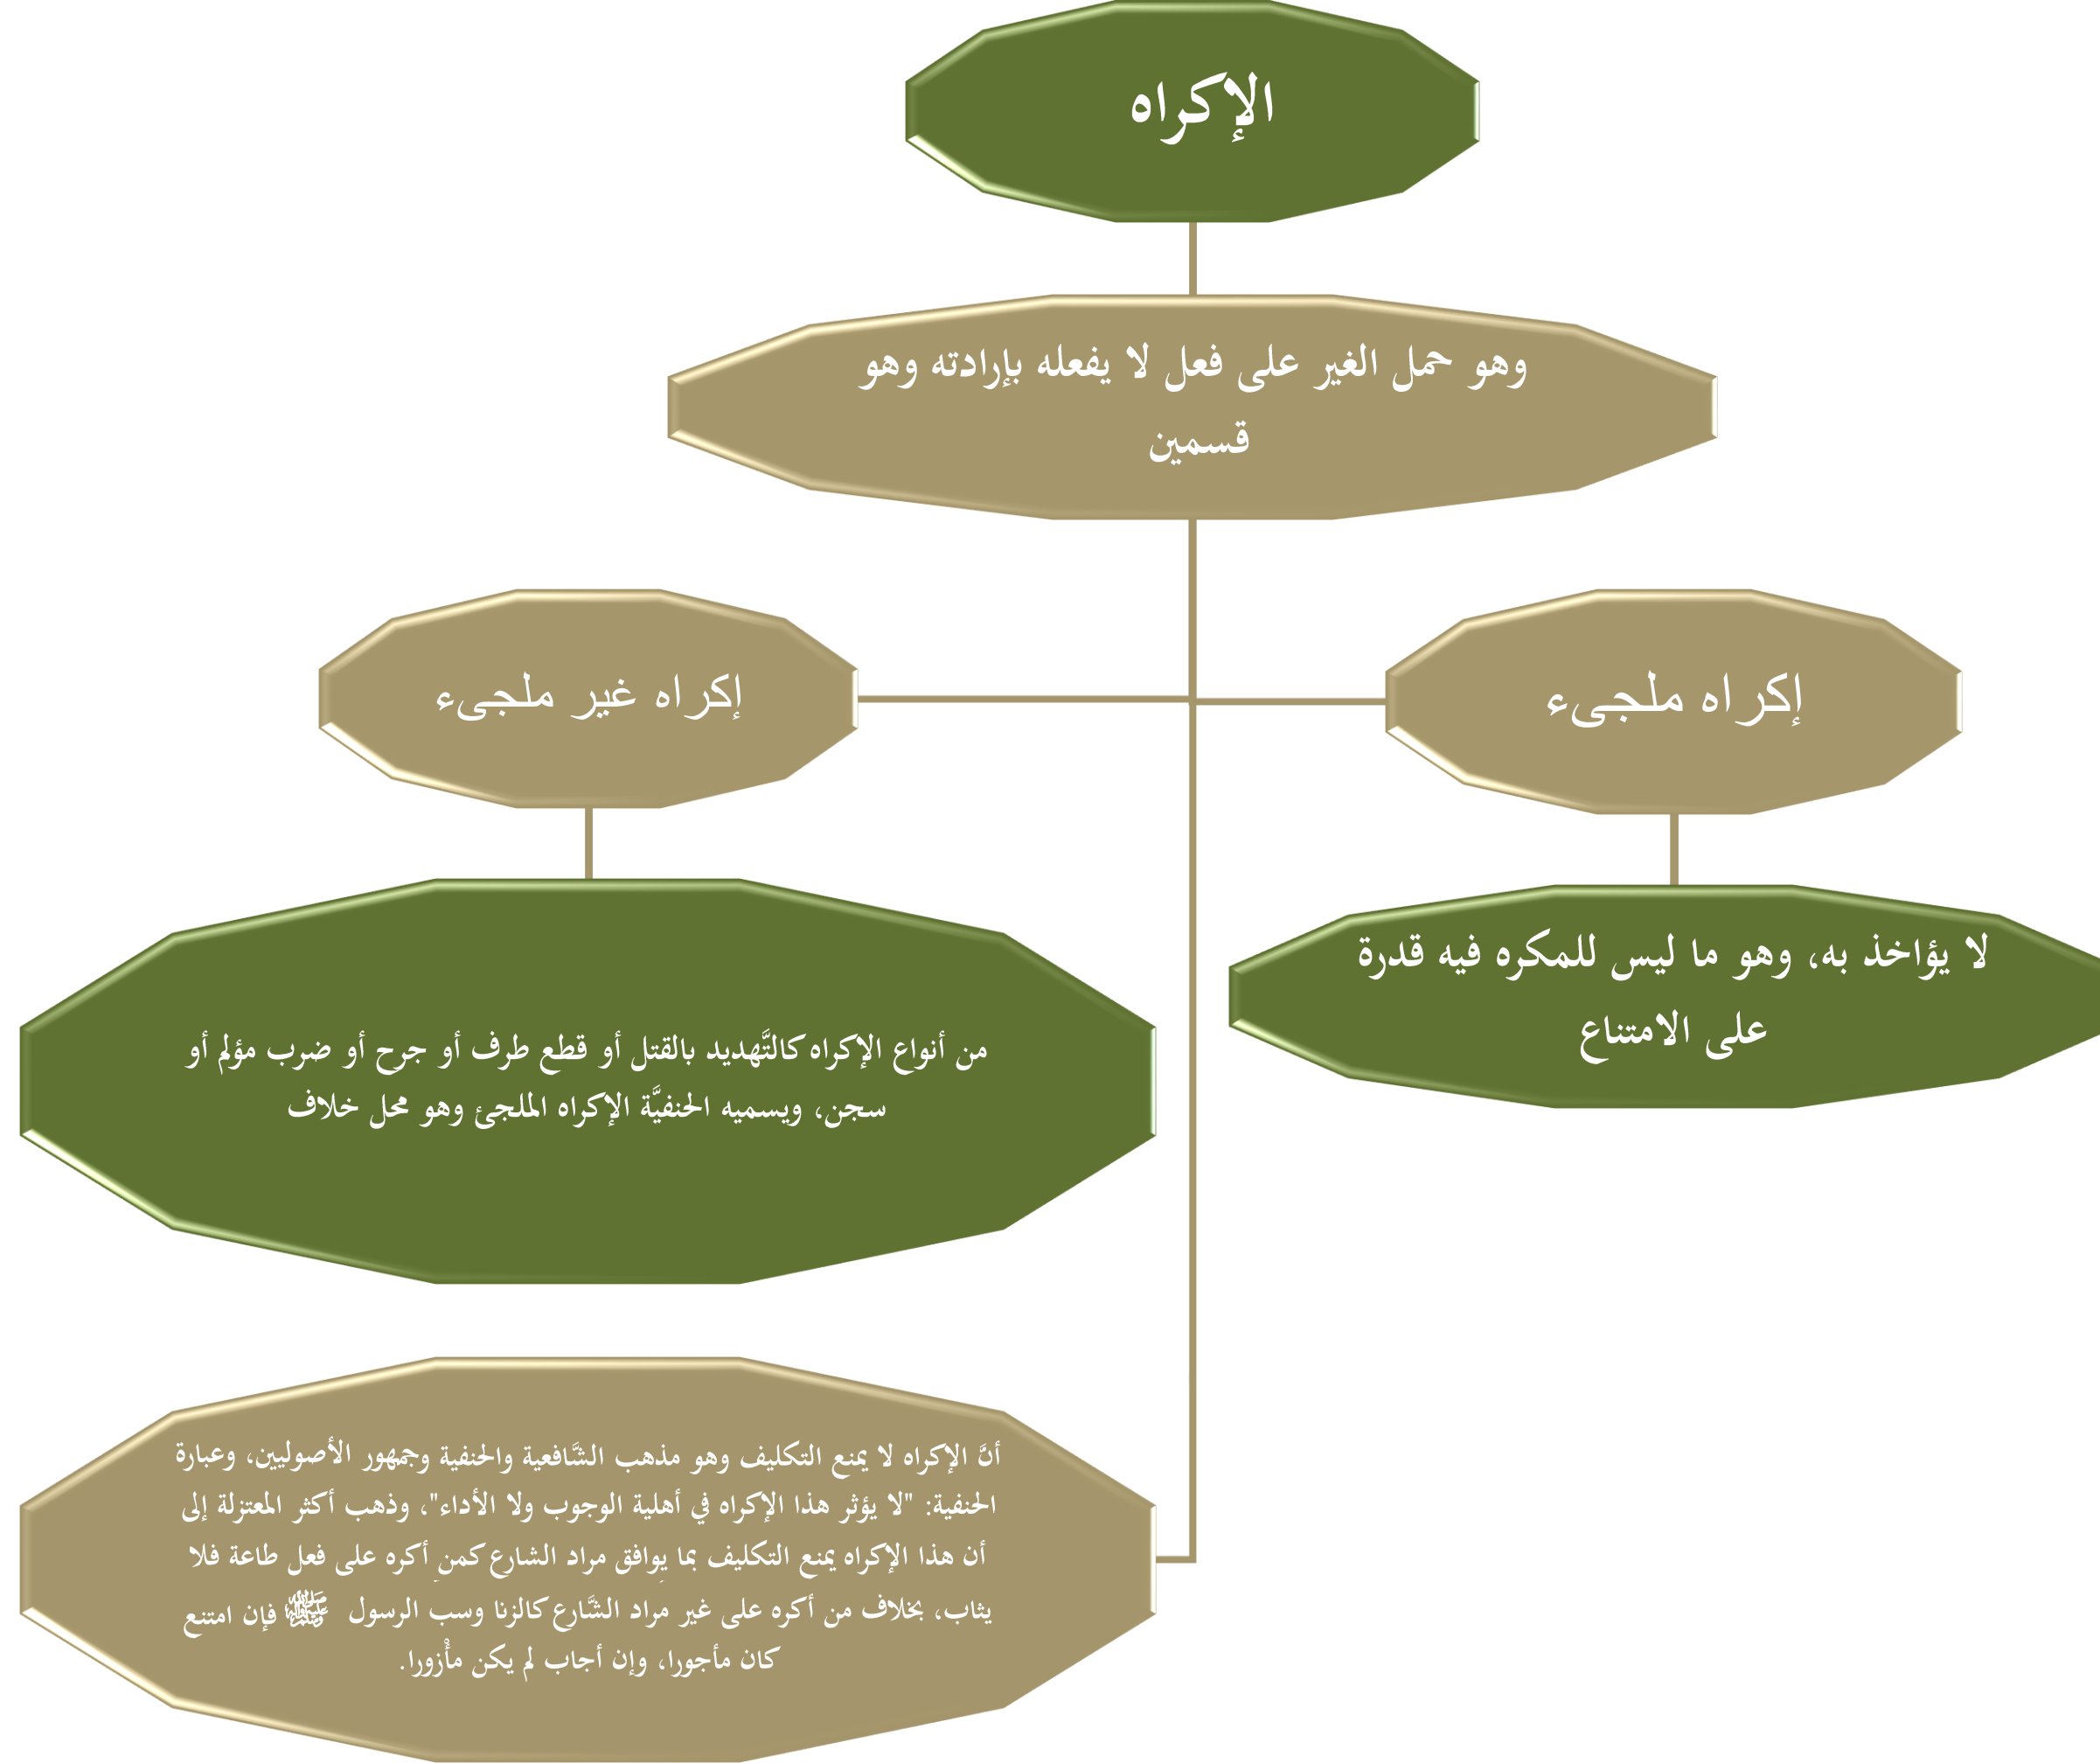 الإكراه
وهو حمل الغير على فعل لا يفعله بإرادته وهو
قسمين
إكراه ملجىء
إكراه غير ملجىء
لا يؤاخذ به، وهو ما ليس للمكره فيه قدرة
على الامتناع
من أنواع الإكراه كالتَّهديد بالقتل أو قطع طرف أو جرح أو ضرب مؤلم أو
سجن، ويسميه الحنفيَّة الإكراه الملجئ وهو محل خلاف
أنَّ الإكراه لا يمنع التكليف وهو مذهب الشَّافعية والحنفية وجمهور الأصوليين، وعبارة
الحنفية: "لا يؤثر هذا الإكراه في أهلية الوجوب ولا الأداء"، وذهب أكثر المعتزلة إلى
أن هذا الإكراه يمنع التكليف بما يوافق مراد الشارع كمن أكره على فعل طاعة فلا
يثاب، بخلاف من أُكره على غير مراد الشَّارع كالزنا وسب الرسول ﷺ فإن امتنع
كان مأجورا، وإن أجاب لم يكن مأزورا.